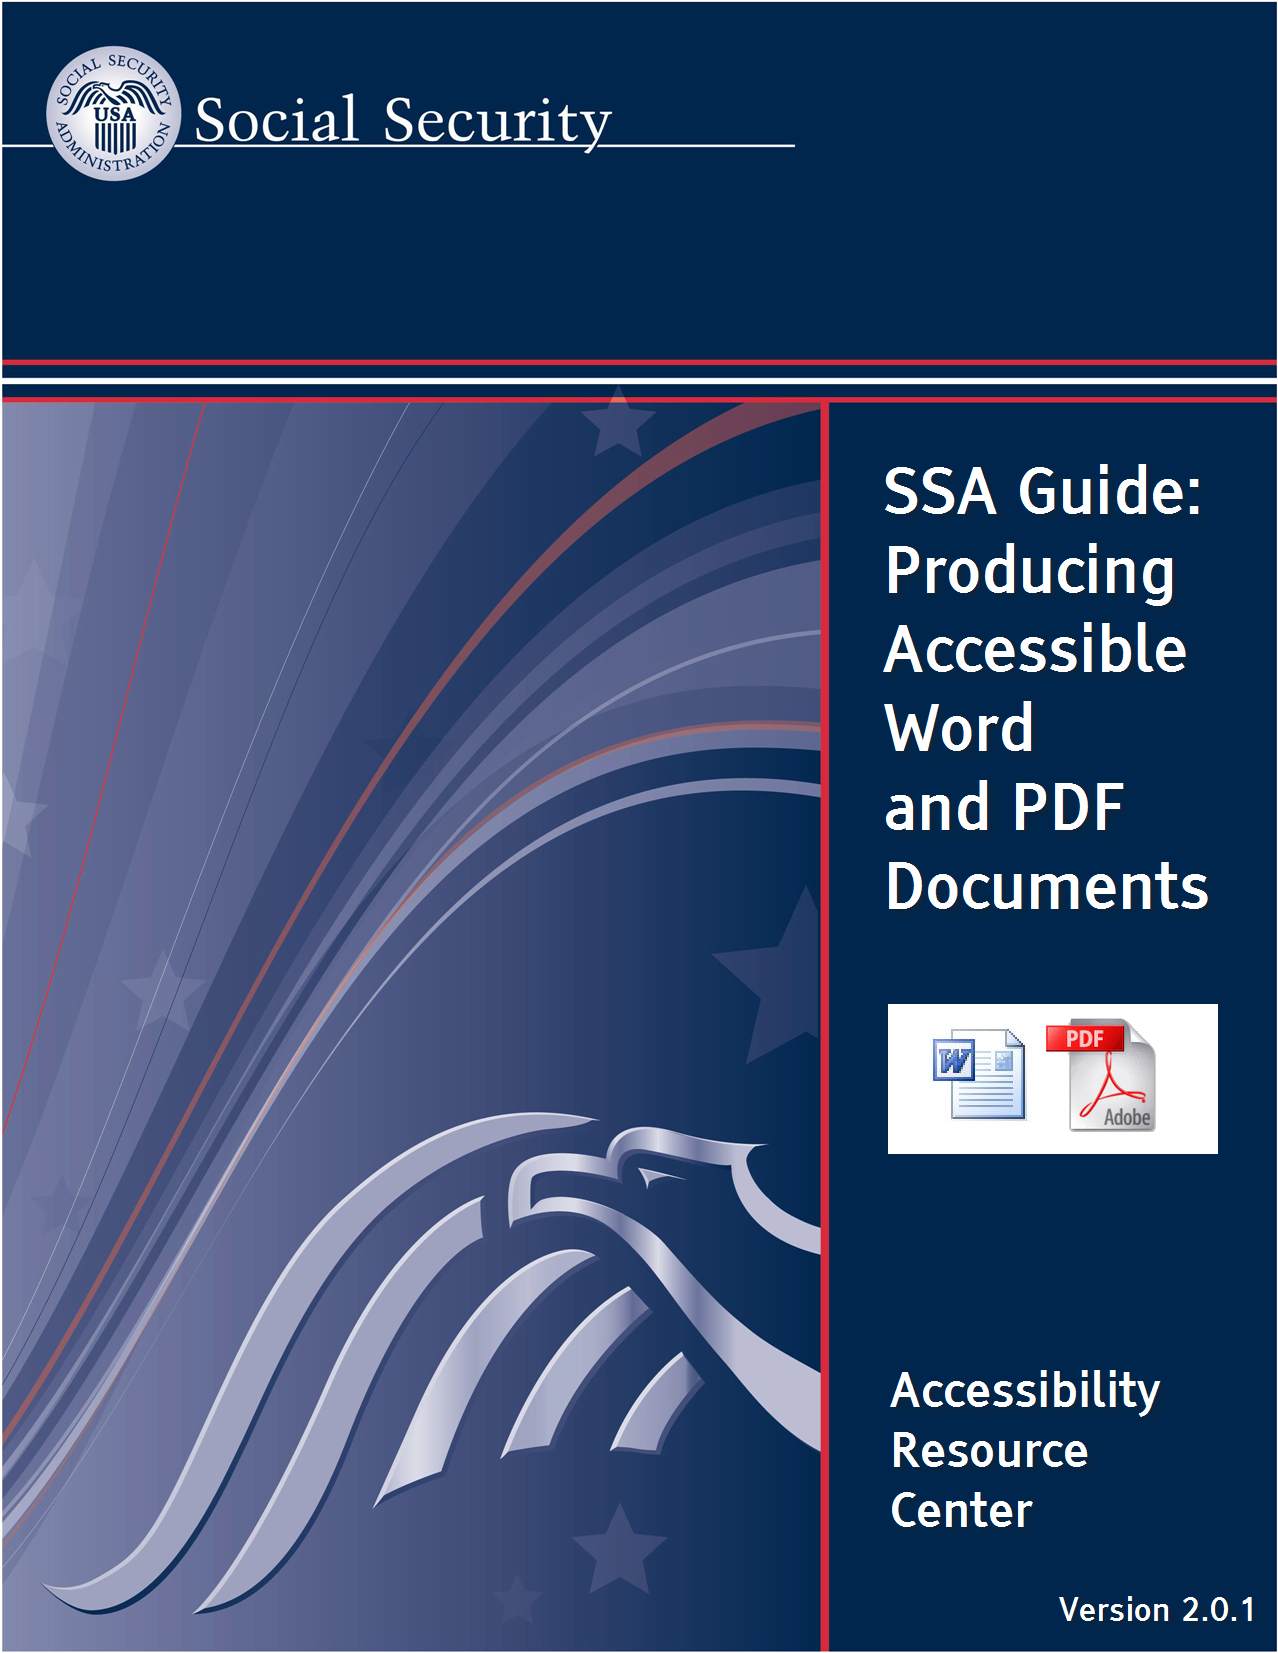 SOCIAL SECURITY
USA
ADMINISTRATION
Social Security
SSA Guide:
Producing
Accessible
Word
and PDF
Documents
W
PDF
Adobe
Accessibility
Resource
Center
Version 2.0.1